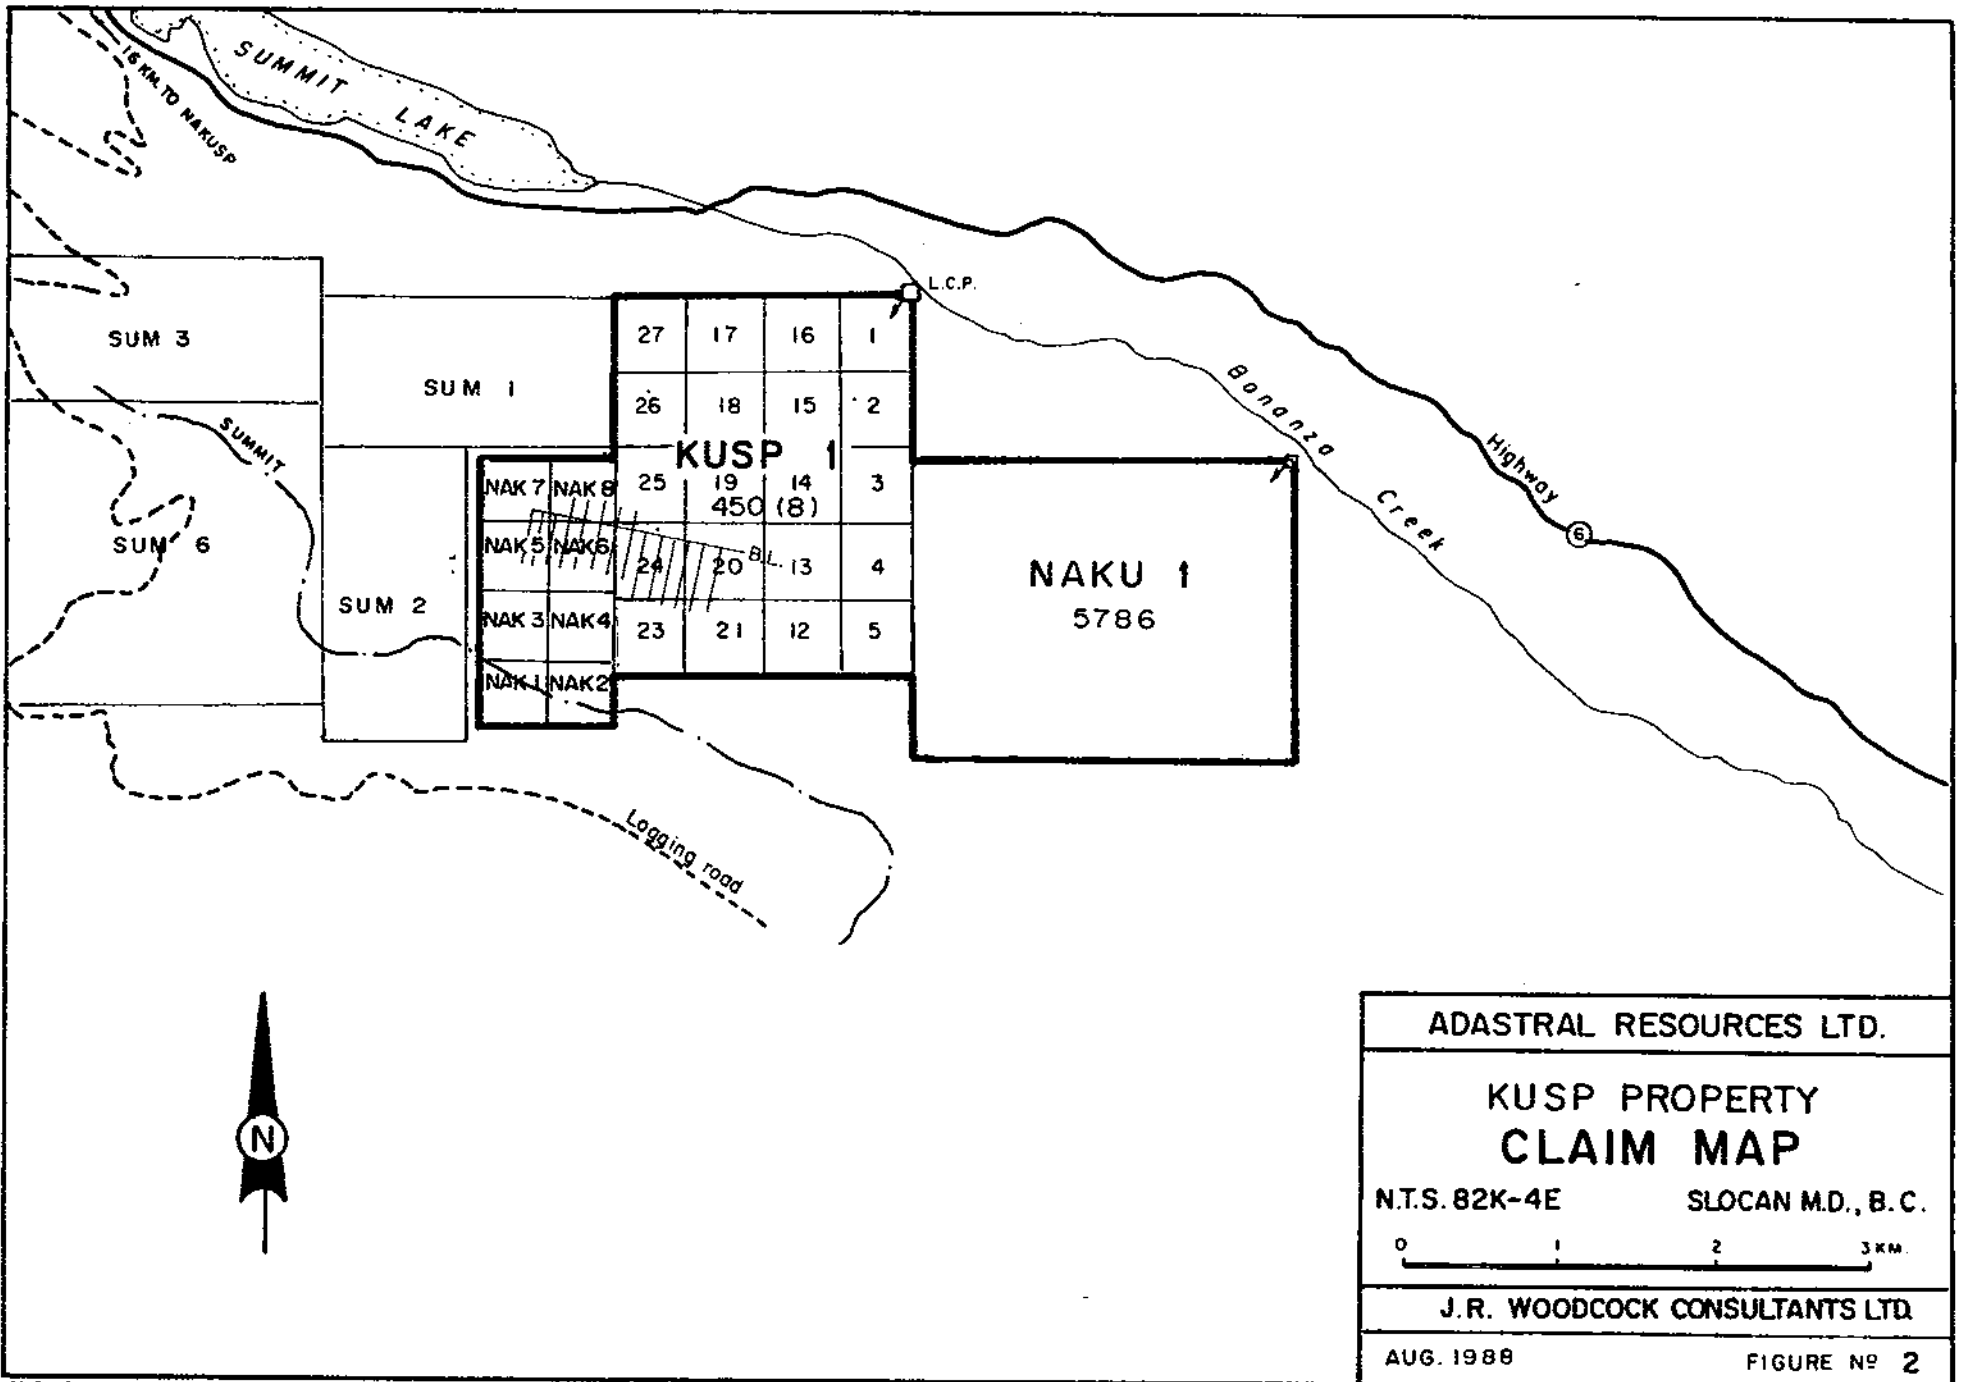 SUMMIT LAKE
16 KM. TO NAKUSP
L.C.P.
SUM 3
SUM 1
27 17 16 1
26 18 15 2
KUSP 1
25 19 14 3
450 (8)
NAK 7 NAK 8
SUMMIT
Bonanza Creek
Highway
6
SUM 6
NAK 5 NAK 6
24 20 13 4
B.L.
NAKU 1
5786
SUM 2
NAK 3 NAK 4
23 21 12 5
NAK 1 NAK 2
Logging road
N
ADASTRAL RESOURCES LTD.
KUSP PROPERTY
CLAIM MAP
N.T.S. 82K-4E SLOCAN M.D., B.C.
0 1 2 3 KM.
J.R. WOODCOCK CONSULTANTS LTD.
AUG. 1988 FIGURE Nº 2